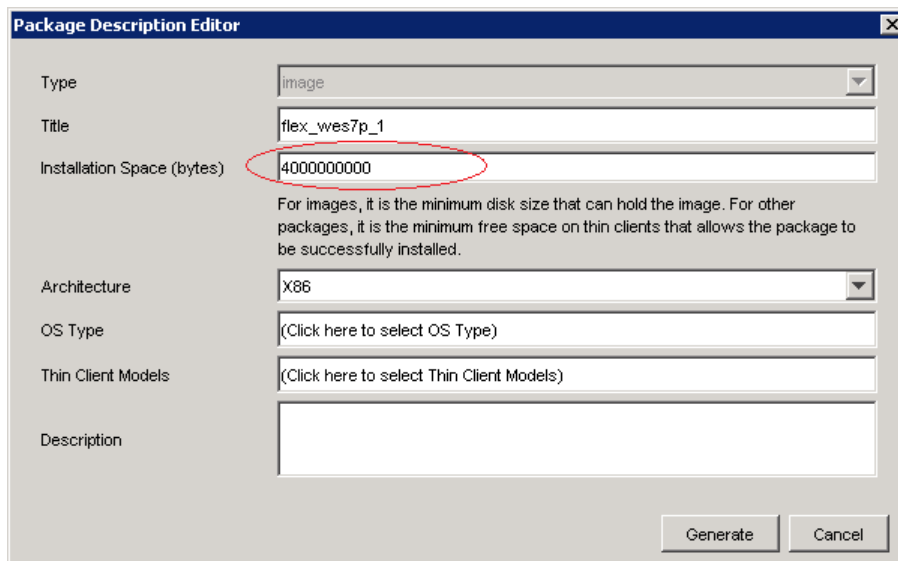 Package Description Editor
Type
image
Title
flex_wes7p_1
Installation Space (bytes)
4000000000
For images, it is the minimum disk size that can hold the image. For other
packages, it is the minimum free space on thin clients that allows the package to
be successfully installed.
Architecture
X86
OS Type
(Click here to select OS Type)
Thin Client Models
(Click here to select Thin Client Models)
Description
Generate
Cancel